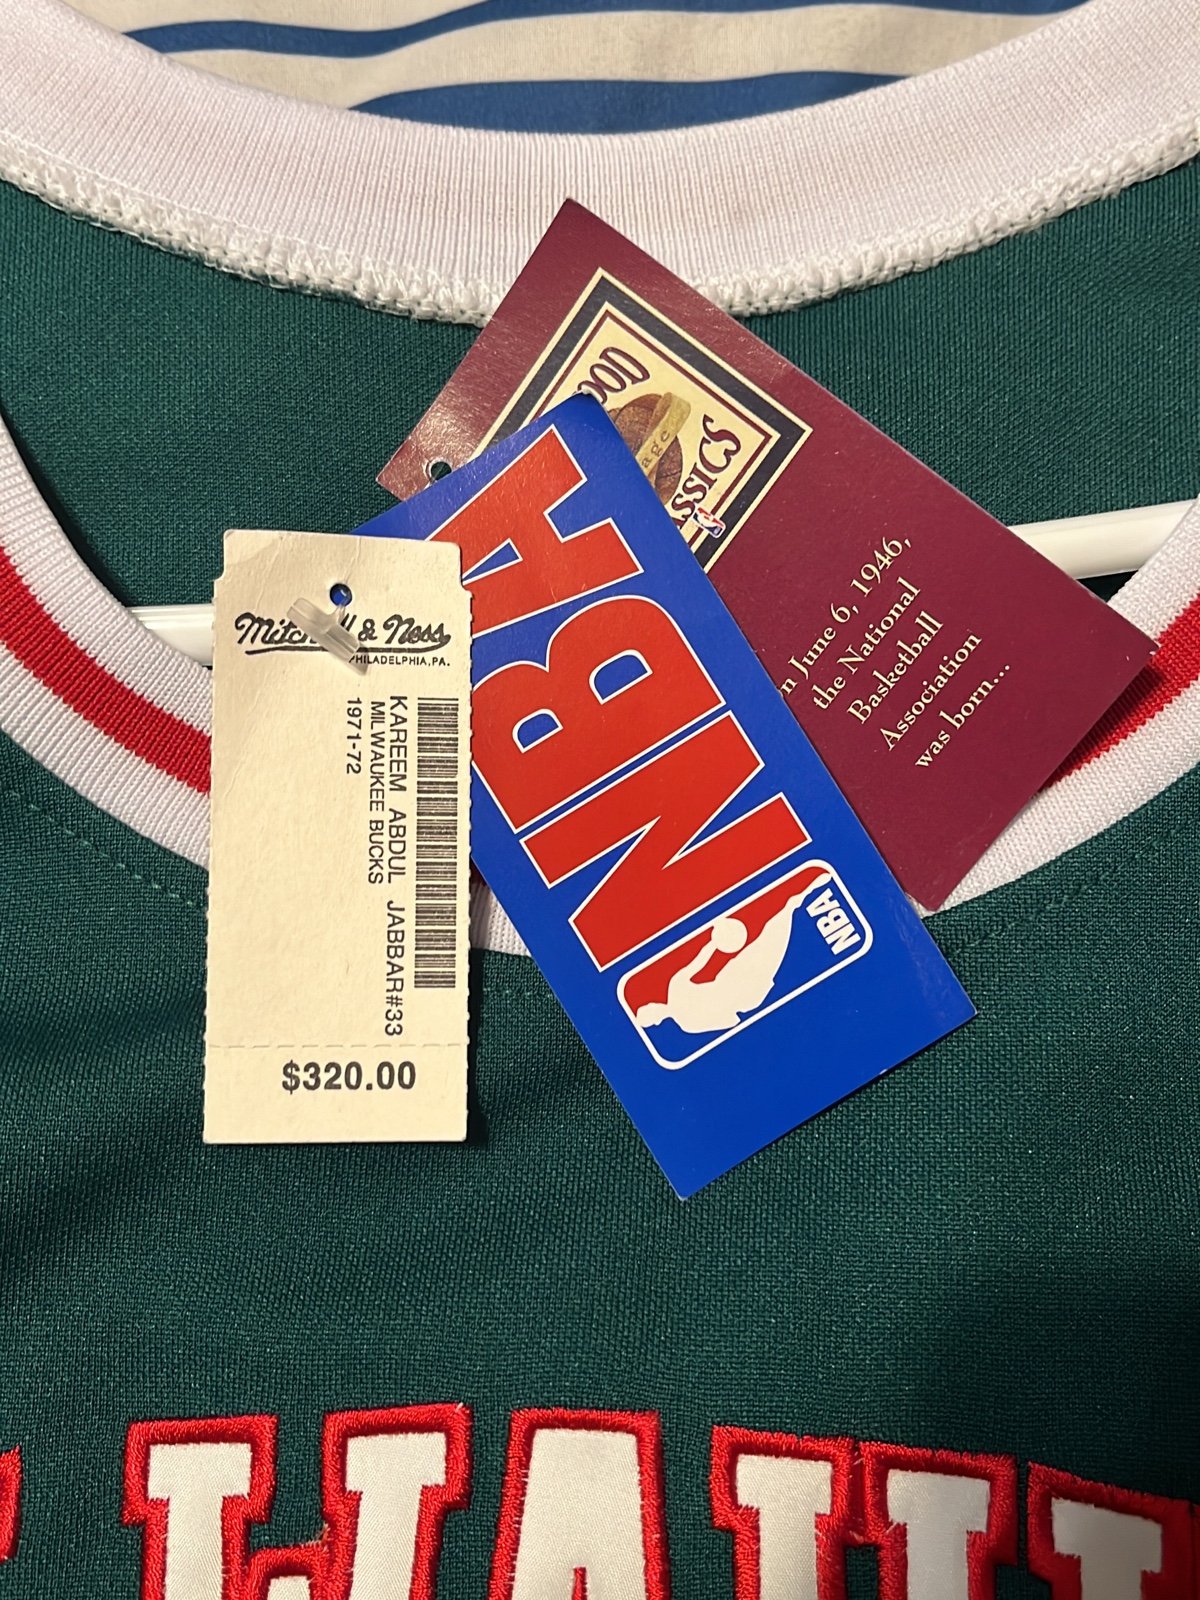 Mitchell & Ness
PHILADELPHIA, PA.
KAREEM ABDUL JABBAR#33
MILWAUKEE BUCKS
1971-72
$320.00
NBA
NBA
June 6, 1946,
the National
Basketball
Association
was born...
WAU